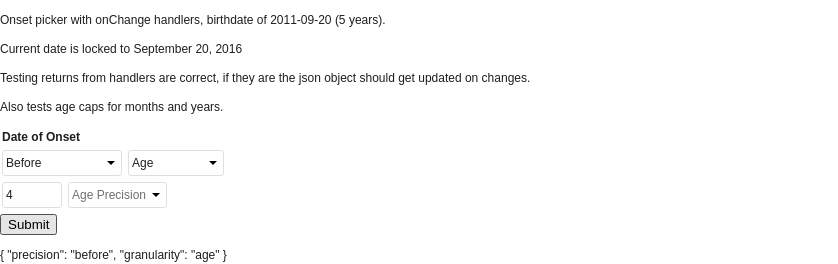 Onset picker with onChange handlers, birthdate of 2011-09-20 (5 years).
Current date is locked to September 20, 2016
Testing returns from handlers are correct, if they are the json object should get updated on changes.
Also tests age caps for months and years.
Date of Onset
Before Age
4 Age Precision
Submit
{ "precision": "before", "granularity": "age" }